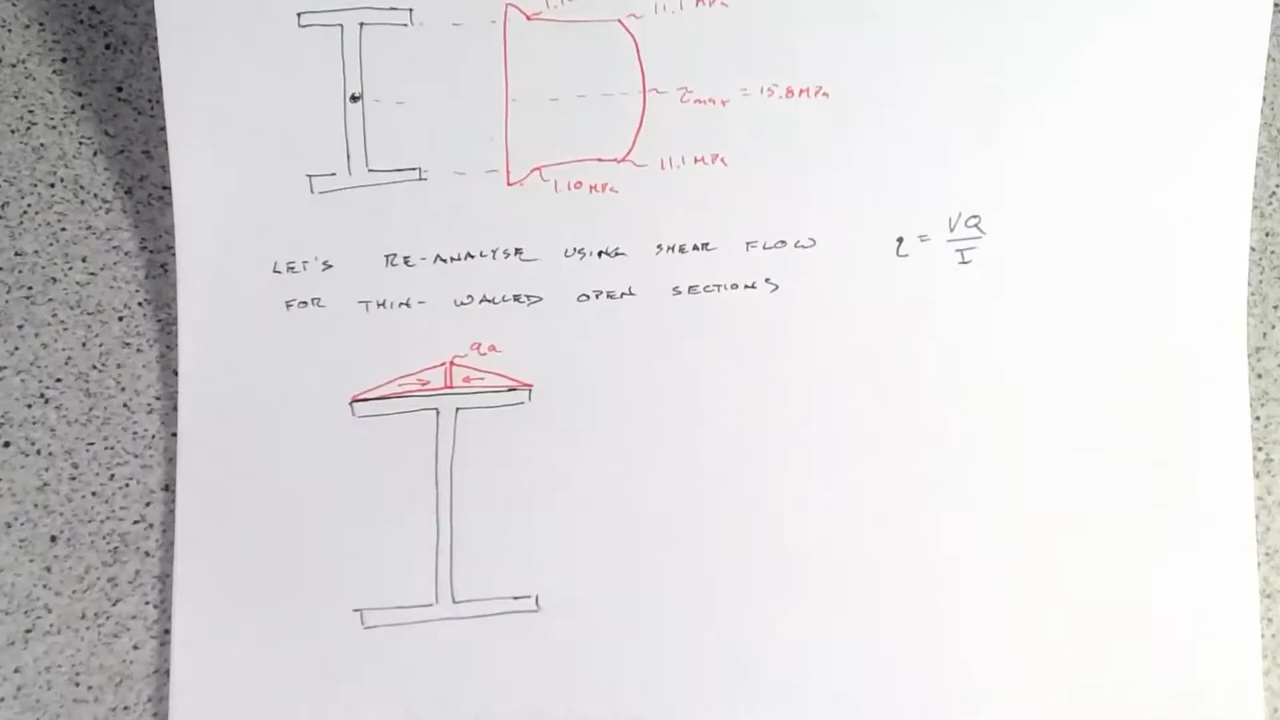 11.1 MPa
τmax = 15.8 MPa
11.1 MPa
1.10 MPa
LET'S RE-ANALYSE USING SHEAR FLOW
FOR THIN-WALLED OPEN SECTIONS
q = VQ/I
qa